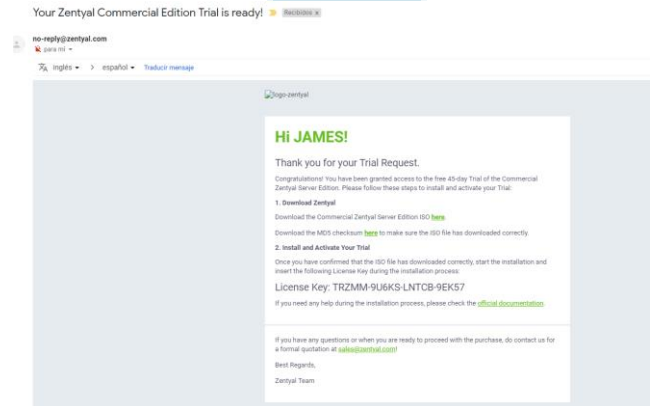 Your Zentyal Commercial Edition Trial is ready! Recibidos x
no-reply@zentyal.com
para mí
inglés > español Traducir mensaje
logo-zentyal
Hi JAMES!
Thank you for your Trial Request.
Congratulations! You have been granted access to the free 45-day Trial of the Commercial
Zentyal Server Edition. Please follow these steps to install and activate your Trial:
1. Download Zentyal
Download the Commercial Zentyal Server Edition ISO here.
Download the MD5 checksum here to make sure the ISO file has downloaded correctly.
2. Install and Activate Your Trial
Once you have confirmed that the ISO file has downloaded correctly, start the installation and
insert the following License Key during the installation process:
License Key: TRZMM-9U6KS-LNTCB-9EK57
If you need any help during the installation process, please check the official documentation.
If you have any questions or when you are ready to proceed with the purchase, do contact us for
a formal quotation at sales@zentyal.com!
Best Regards,
Zentyal Team